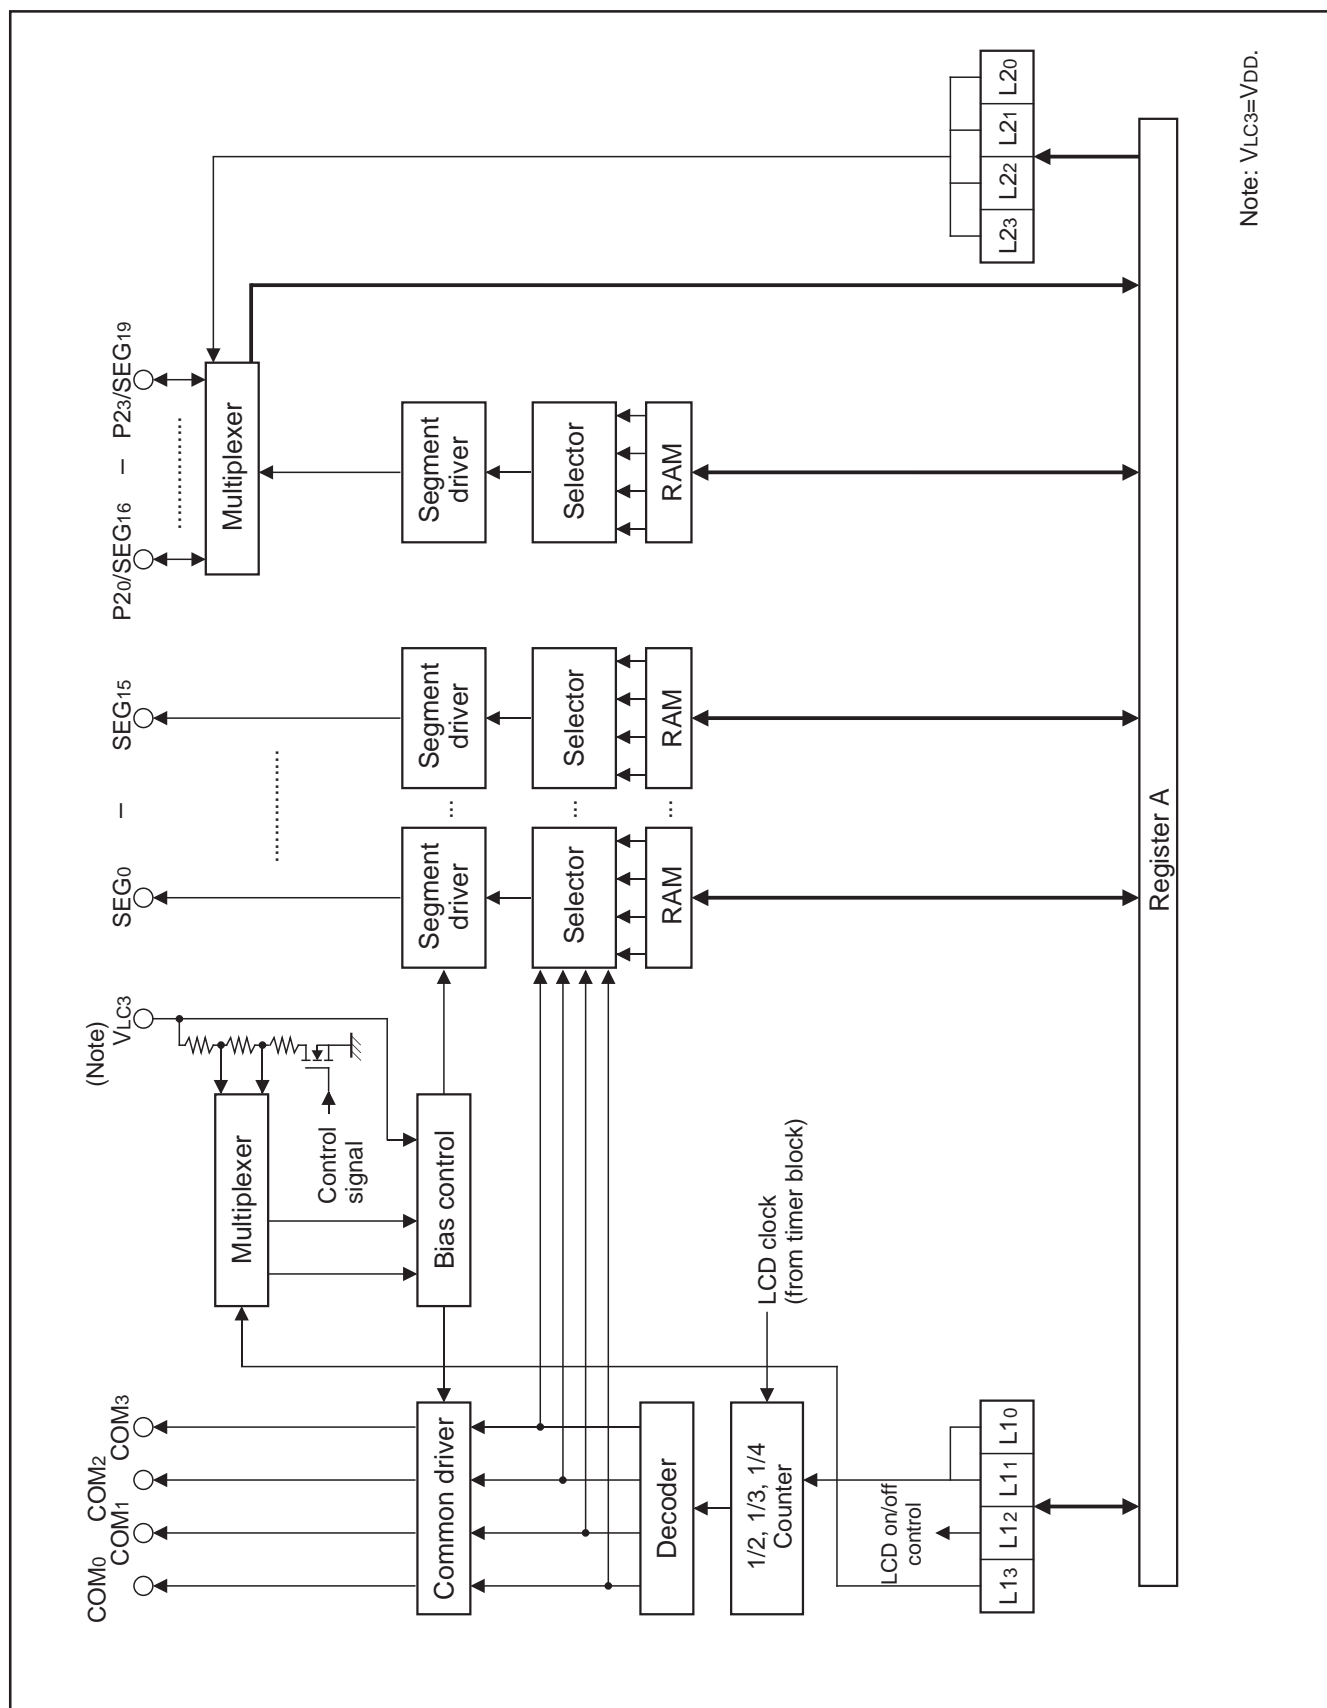 COM0
COM1
COM2
COM3
(Note)
VLC3
SEG0
–
SEG15
P20/SEG16
–
P23/SEG19
Multiplexer
Control
signal
Multiplexer
Common driver
Bias control
Segment
driver
...
Segment
driver
Segment
driver
Decoder
Selector
...
Selector
Selector
RAM
...
RAM
RAM
1/2, 1/3, 1/4
Counter
LCD clock
(from timer block)
LCD on/off
control
L13
L12
L11
L10
L23
L22
L21
L20
Register A
Note: VLC3=VDD.